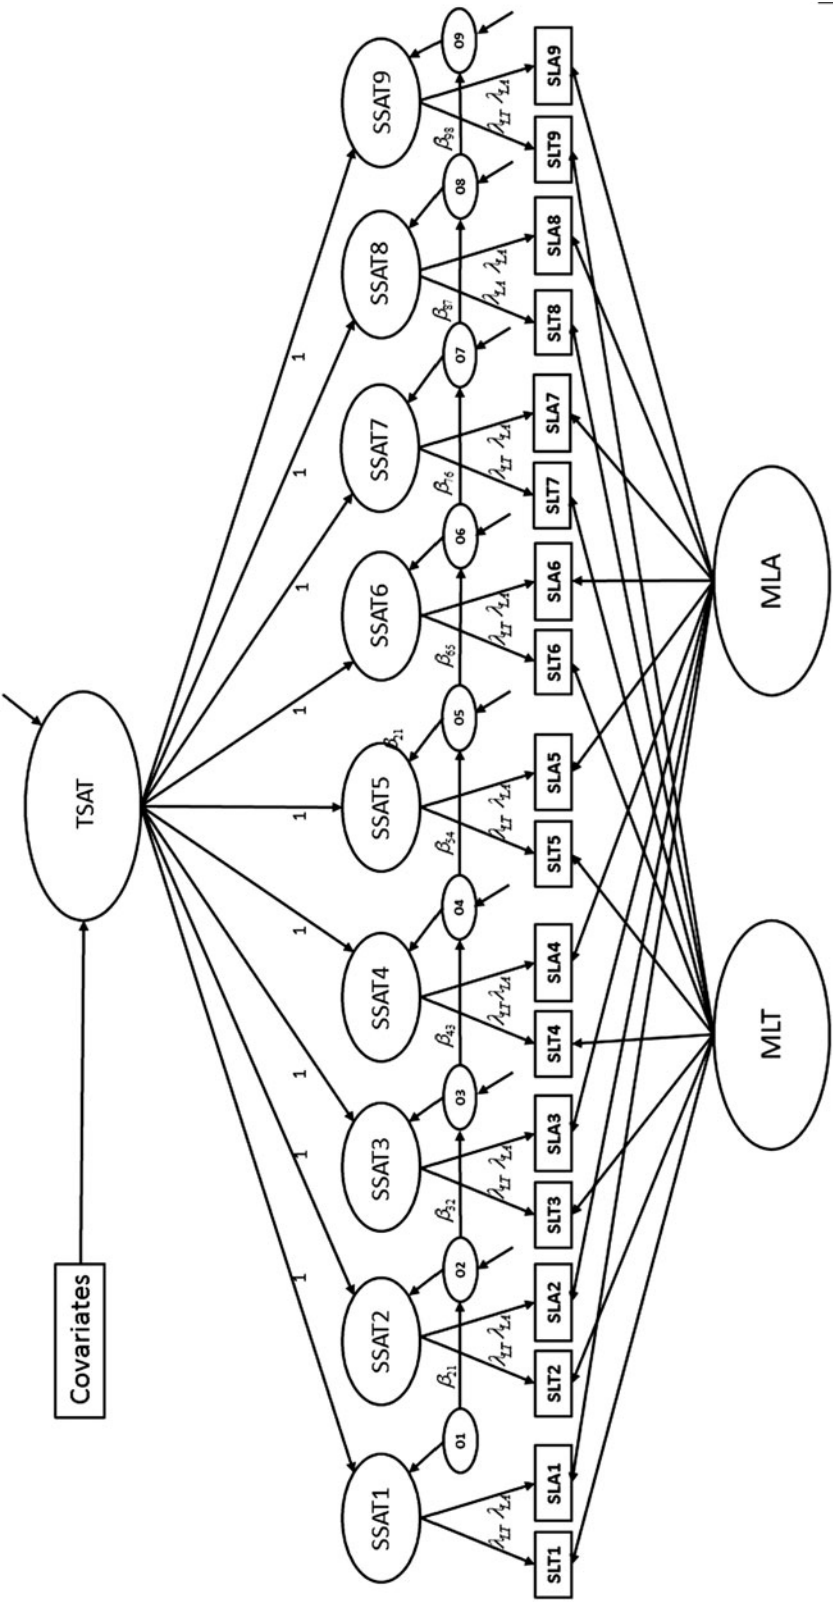 Covariates
TSAT
1
1
1
1
1
1
1
1
1
SSAT1
SSAT2
SSAT3
SSAT4
SSAT5
SSAT6
SSAT7
SSAT8
SSAT9
β21
β21
β32
β43
β54
β65
β76
β87
β98
O1
O2
O3
O4
O5
O6
O7
O8
O9
λLT λLA
λLT λLA
λLT λLA
λLT λLA
λLT λLA
λLT λLA
λLT λLA
λLA λLA
λLT λLA
SLT1
SLA1
SLT2
SLA2
SLT3
SLA3
SLT4
SLA4
SLT5
SLA5
SLT6
SLA6
SLT7
SLA7
SLT8
SLA8
SLT9
SLA9
MLT
MLA